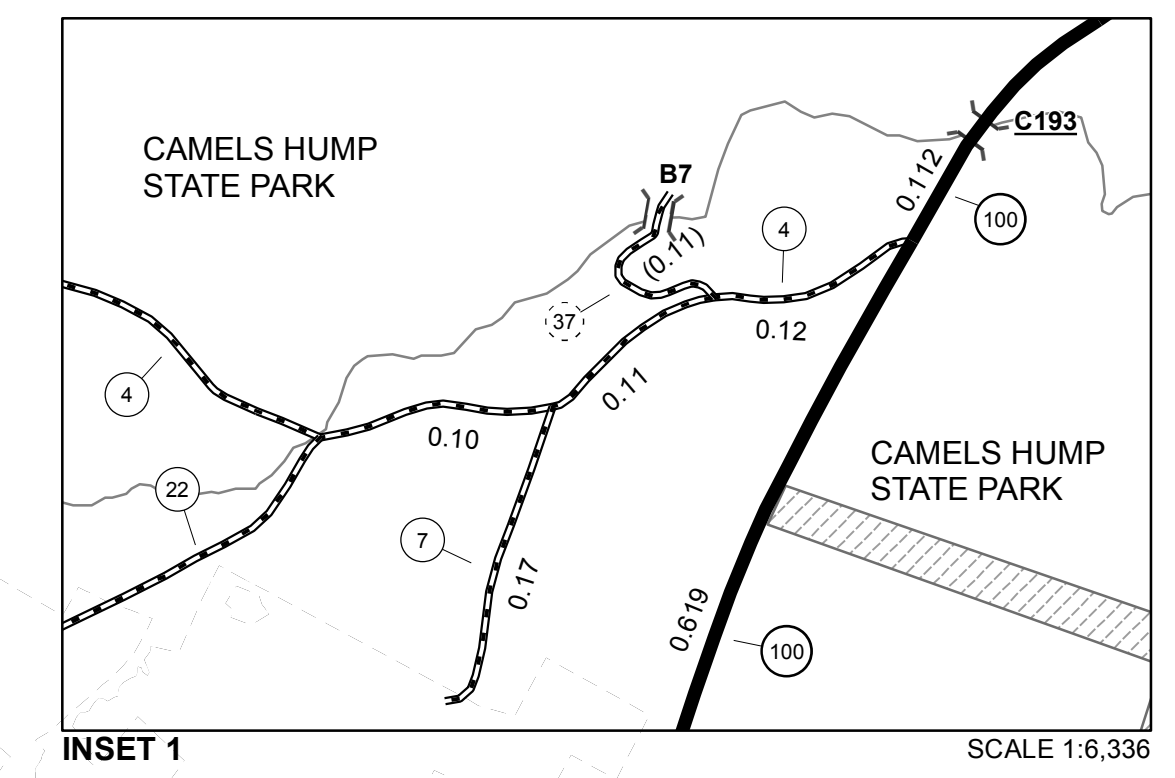 CAMELS HUMP
STATE PARK
C193
B7
0.112
100
4
(0.11)
37
0.12
4
0.11
0.10
CAMELS HUMP
STATE PARK
22
7
0.17
0.619
100
INSET 1
SCALE 1:6,336